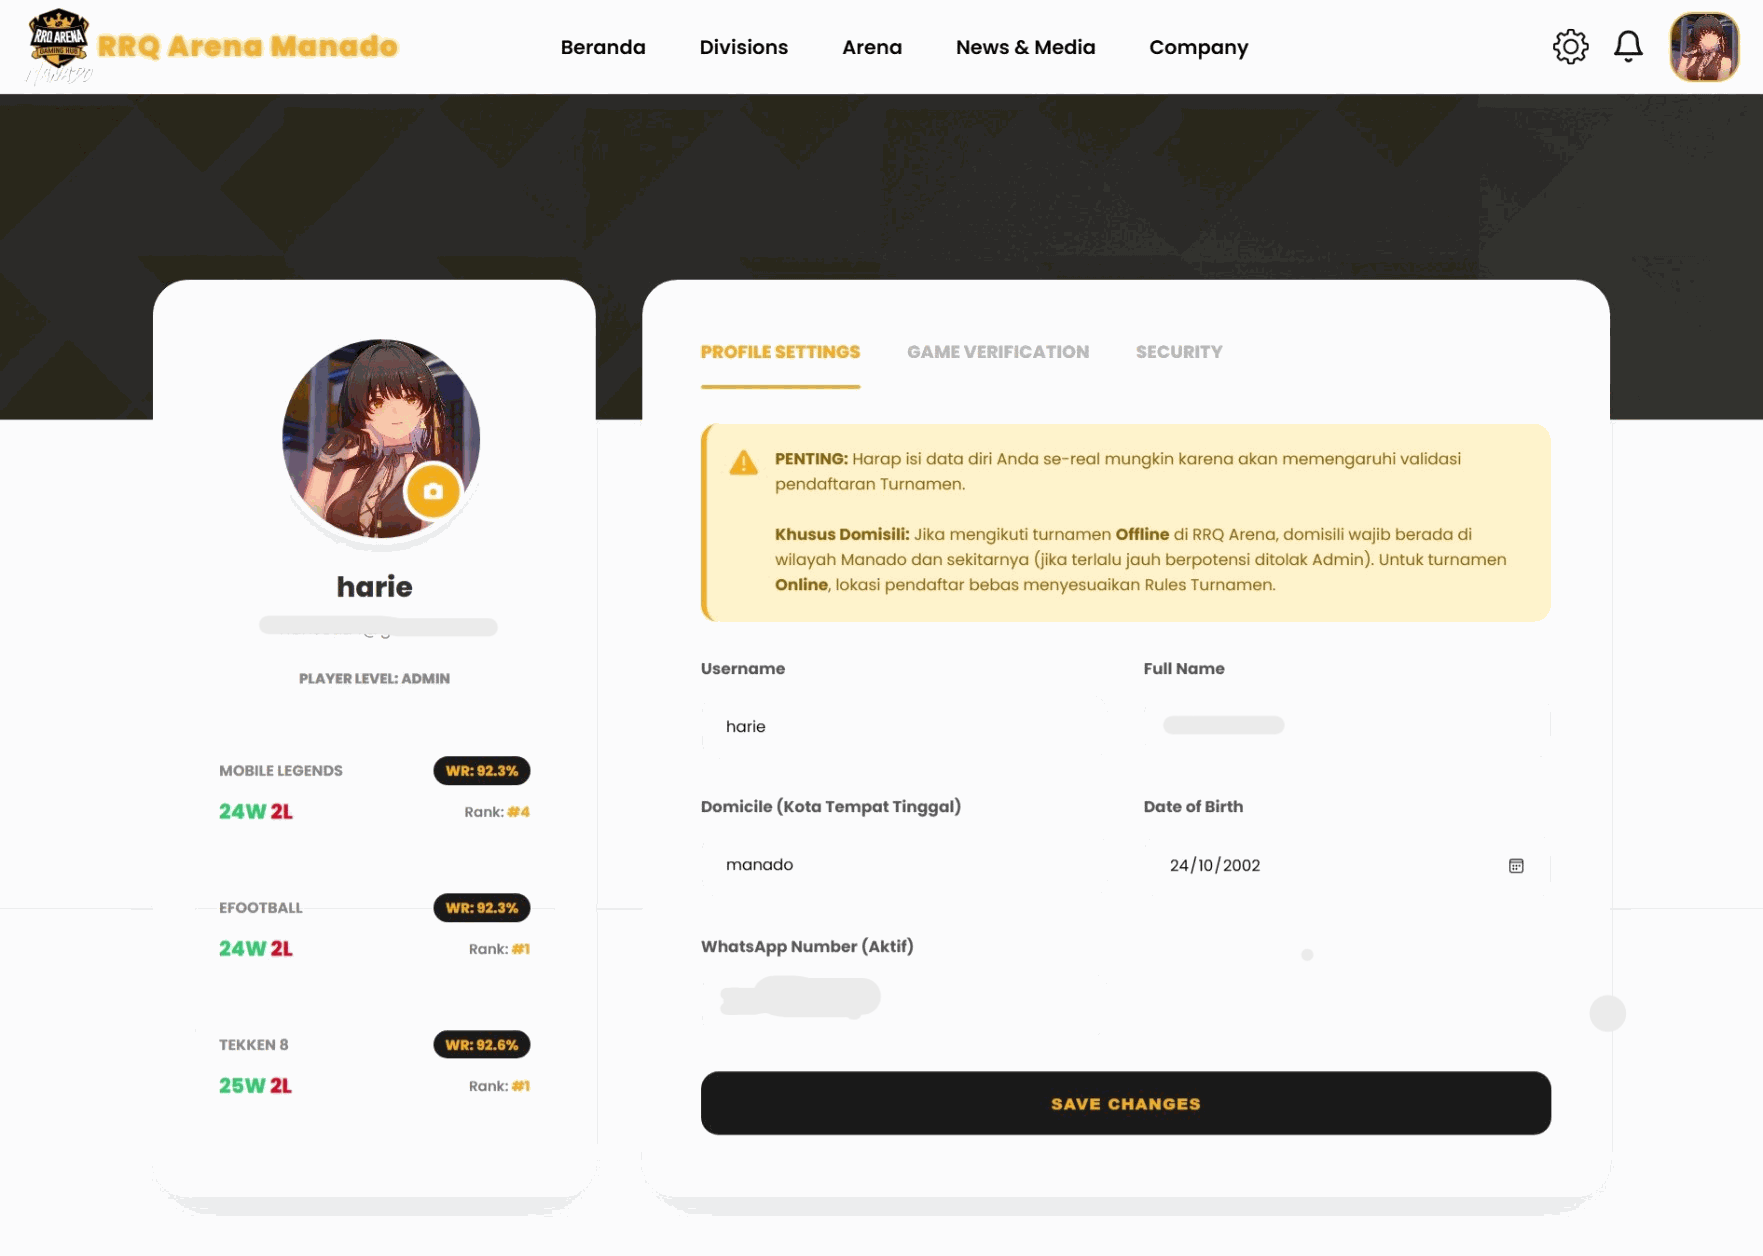 RRQ ARENA
GAMING HUB
MANADO
RRQ Arena Manado
Beranda
Divisions
Arena
News & Media
Company
harie
PLAYER LEVEL: ADMIN
MOBILE LEGENDS
WR: 92.3%
24W 2L
Rank: #4
EFOOTBALL
WR: 92.3%
24W 2L
Rank: #1
TEKKEN 8
WR: 92.6%
25W 2L
Rank: #1
PROFILE SETTINGS
GAME VERIFICATION
SECURITY
PENTING: Harap isi data diri Anda se-real mungkin karena akan memengaruhi validasi
pendaftaran Turnamen.
Khusus Domisili: Jika mengikuti turnamen Offline di RRQ Arena, domisili wajib berada di
wilayah Manado dan sekitarnya (jika terlalu jauh berpotensi ditolak Admin). Untuk turnamen
Online, lokasi pendaftar bebas menyesuaikan Rules Turnamen.
Username
Full Name
harie
Domicile (Kota Tempat Tinggal)
Date of Birth
manado
24/10/2002
WhatsApp Number (Aktif)
SAVE CHANGES